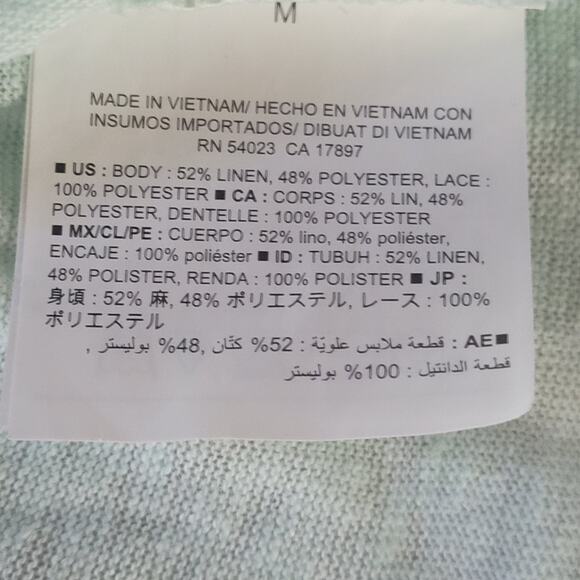 M
MADE IN VIETNAM/ HECHO EN VIETNAM CON
INSUMOS IMPORTADOS/ DIBUAT DI VIETNAM
RN 54023 CA 17897
■ US : BODY : 52% LINEN, 48% POLYESTER, LACE :
100% POLYESTER ■ CA : CORPS : 52% LIN, 48%
POLYESTER, DENTELLE : 100% POLYESTER
■ MX/CL/PE : CUERPO : 52% lino, 48% poliéster,
ENCAJE : 100% poliéster ■ ID : TUBUH : 52% LINEN,
48% POLISTER, RENDA : 100% POLISTER ■ JP :
身頃 : 52% 麻, 48% ポリエステル, レース : 100%
ポリエステル
■AE : قطعة ملابس علويّة : 52% كتّان ,48% بوليستر ,
قطعة الدانتيل : 100% بوليستر